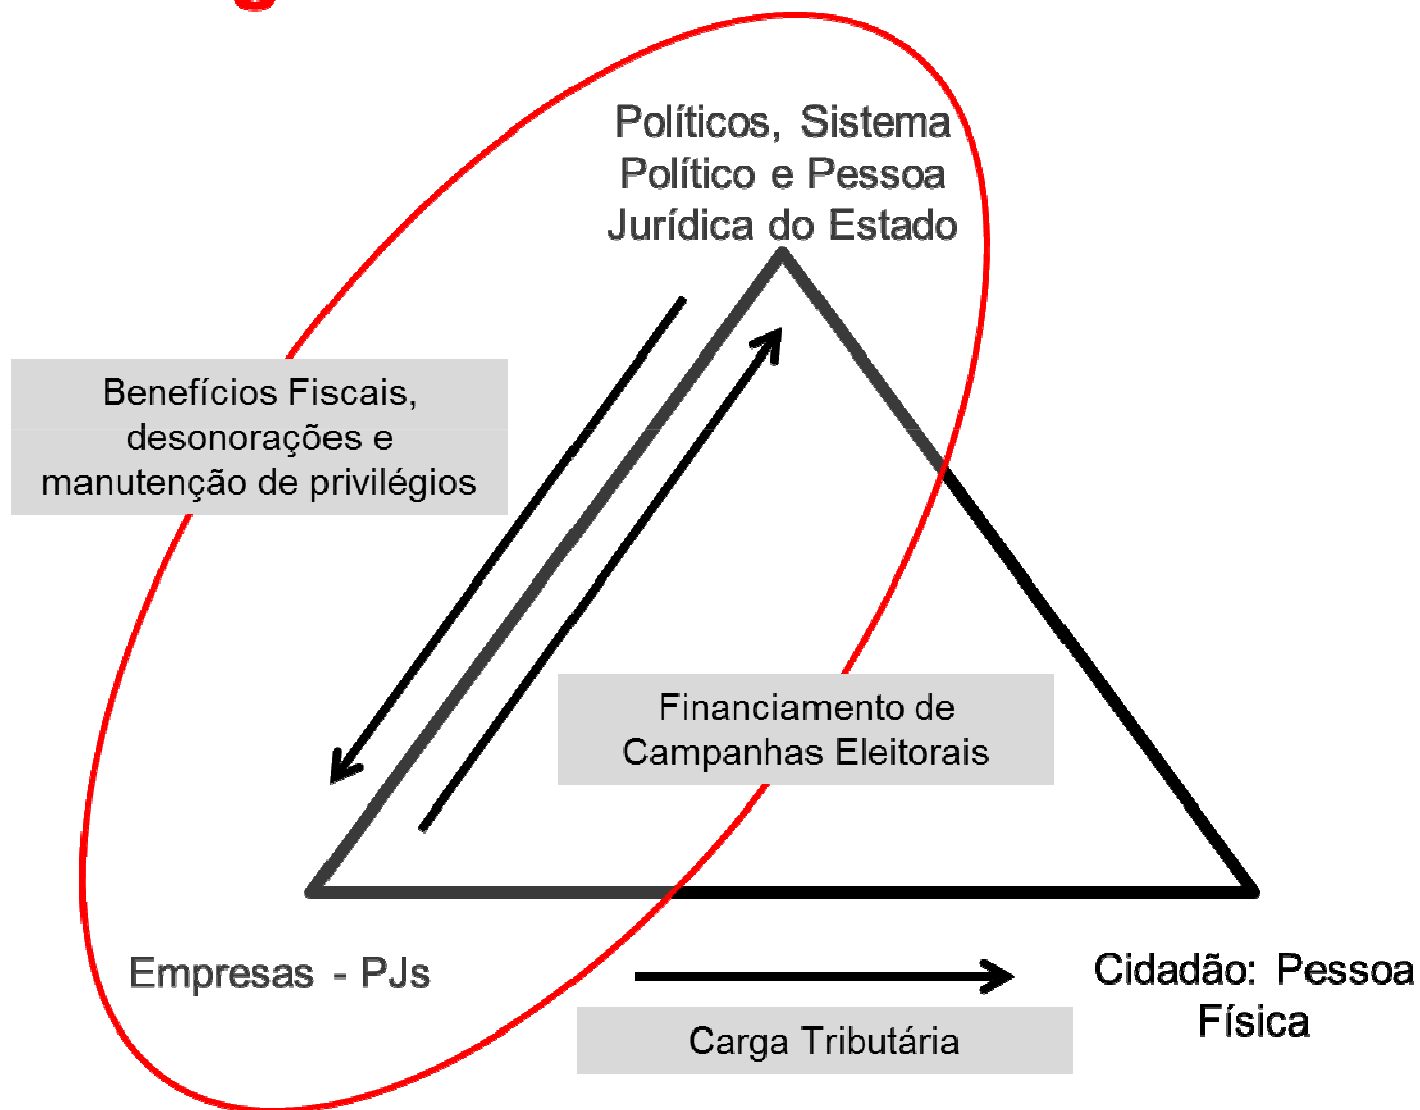 Políticos, Sistema
Político e Pessoa
Jurídica do Estado
Benefícios Fiscais,
desonorações e
manutenção de privilégios
Financiamento de
Campanhas Eleitorais
Empresas - PJs
Carga Tributária
Cidadão: Pessoa
Física